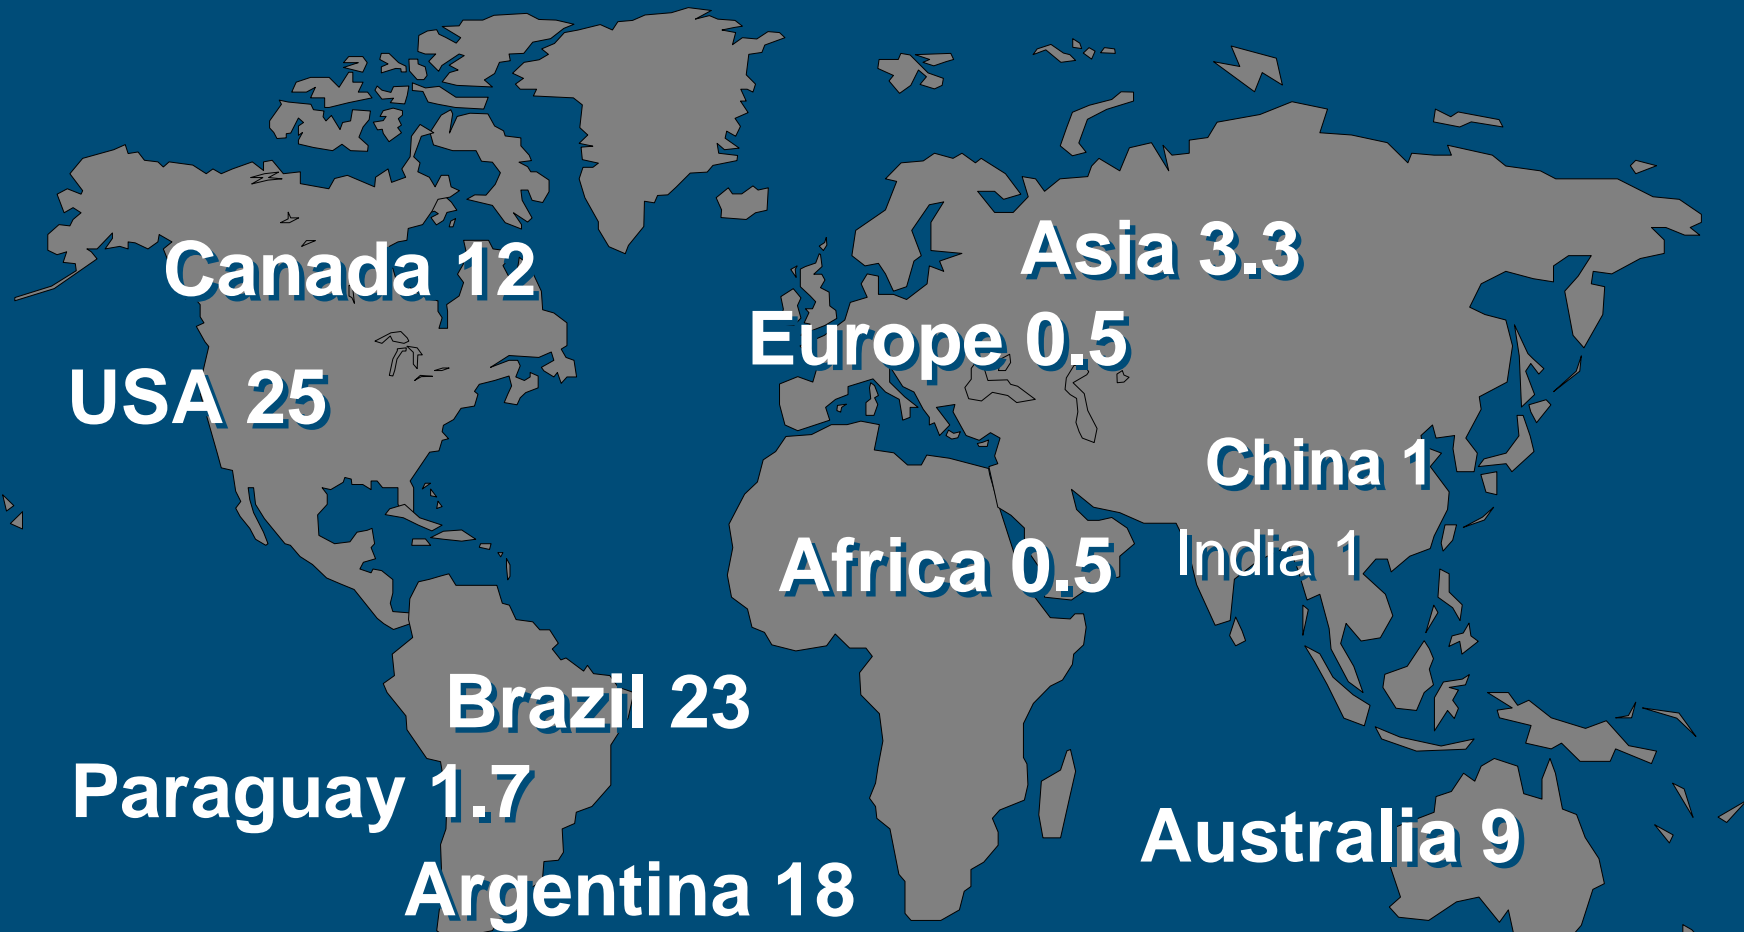 Asia 3.3
Canada 12
Europe 0.5
USA 25
China 1
India 1
Africa 0.5
Brazil 23
Paraguay 1.7
Australia 9
Argentina 18